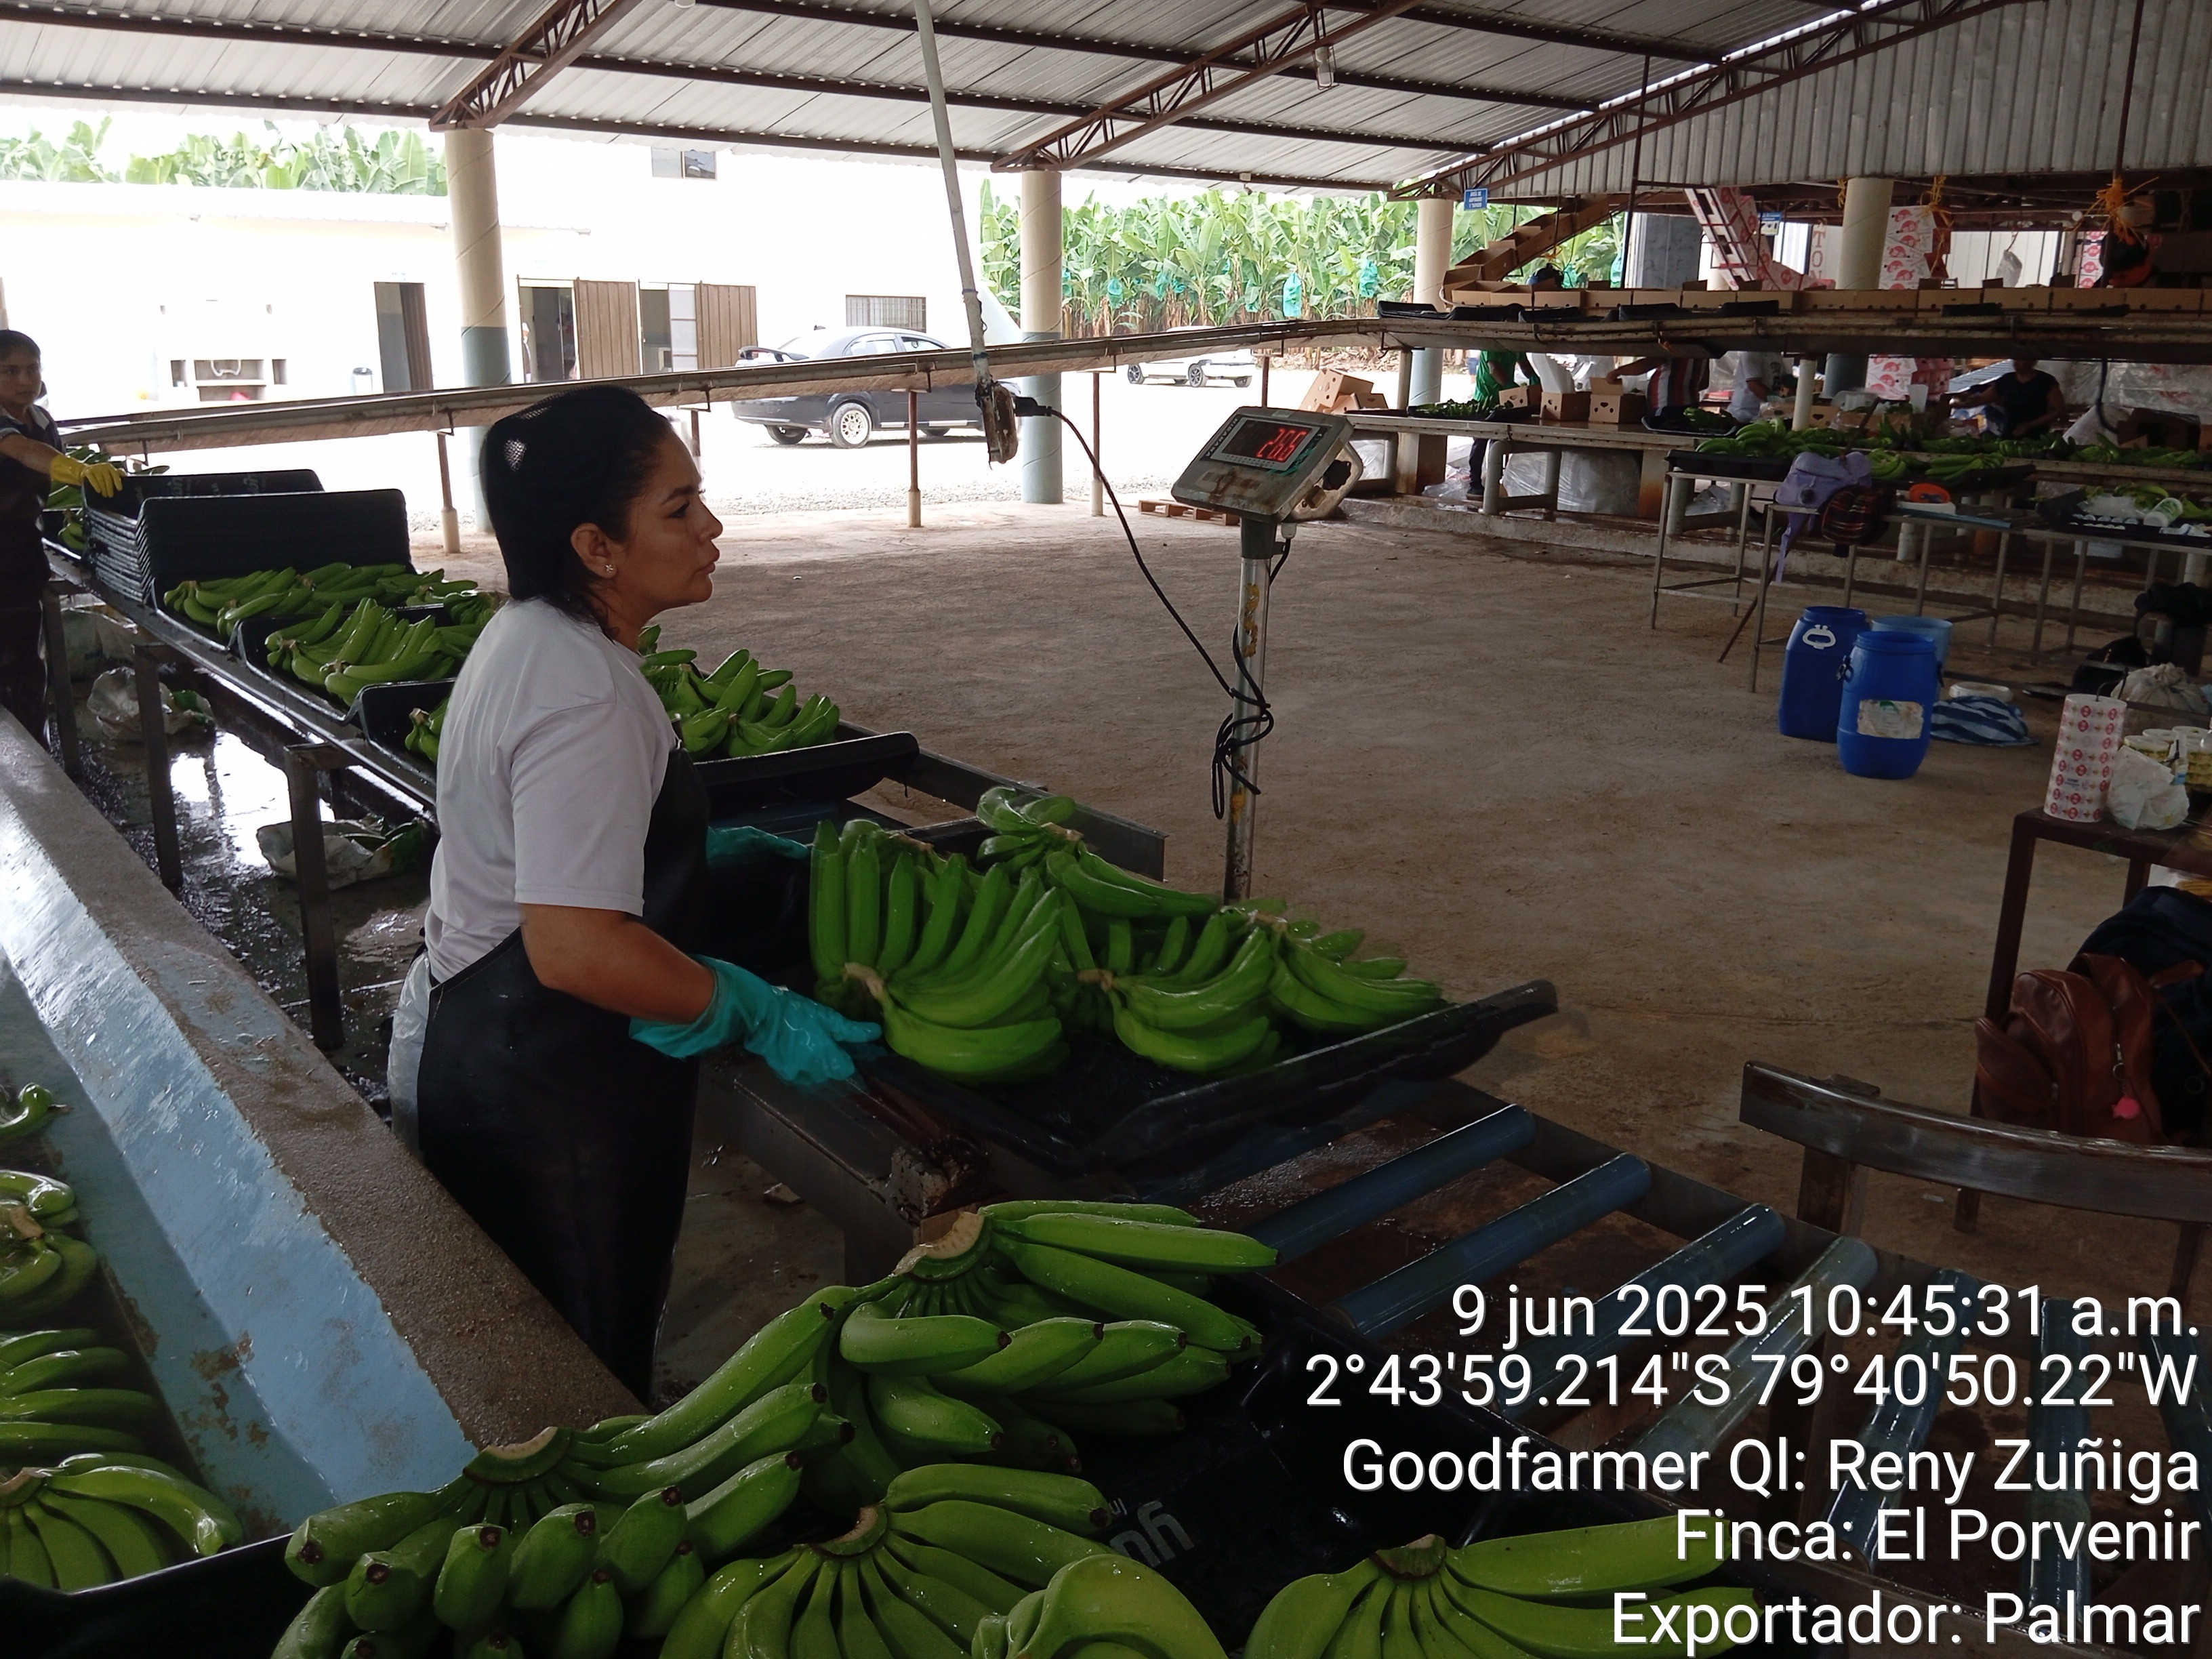 9 jun 2025 10:45:31 a.m.
2°43'59.214"S 79°40'50.22"W
Goodfarmer Ql: Reny Zuñiga
Finca: El Porvenir
Exportador: Palmar